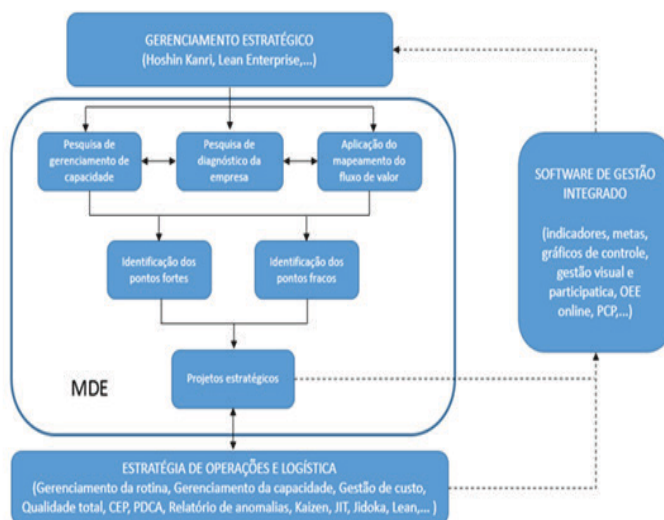 GERENCIAMENTO ESTRATÉGICO
(Hoshin Kanri, Lean Enterprise,...)
Pesquisa de
gerenciamento de
capacidade
Pesquisa de
diagnóstico da
empresa
Aplicação do
mapeamento do
fluxo de valor
Identificação dos
pontos fortes
Identificação dos
pontos fracos
MDE
Projetos estratégicos
ESTRATÉGIA DE OPERAÇÕES E LOGÍSTICA
(Gerenciamento da rotina, Gerenciamento da capacidade, Gestão de custo,
Qualidade total, CEP, PDCA, Relatório de anomalias, Kaizen, JIT, Jidoka, Lean,... )
SOFTWARE DE GESTÃO
INTEGRADO
(indicadores, metas,
gráficos de controle,
gestão visual e
participatica, OEE
online, PCP,...)